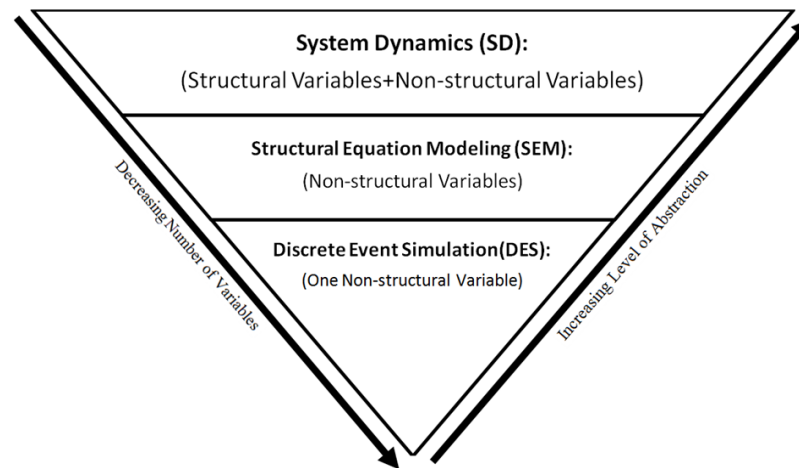 System Dynamics (SD):
(Structural Variables+Non-structural Variables)
Structural Equation Modeling (SEM):
(Non-structural Variables)
Discrete Event Simulation(DES):
(One Non-structural Variable)
Decreasing Number of Variables
Increasing Level of Abstraction